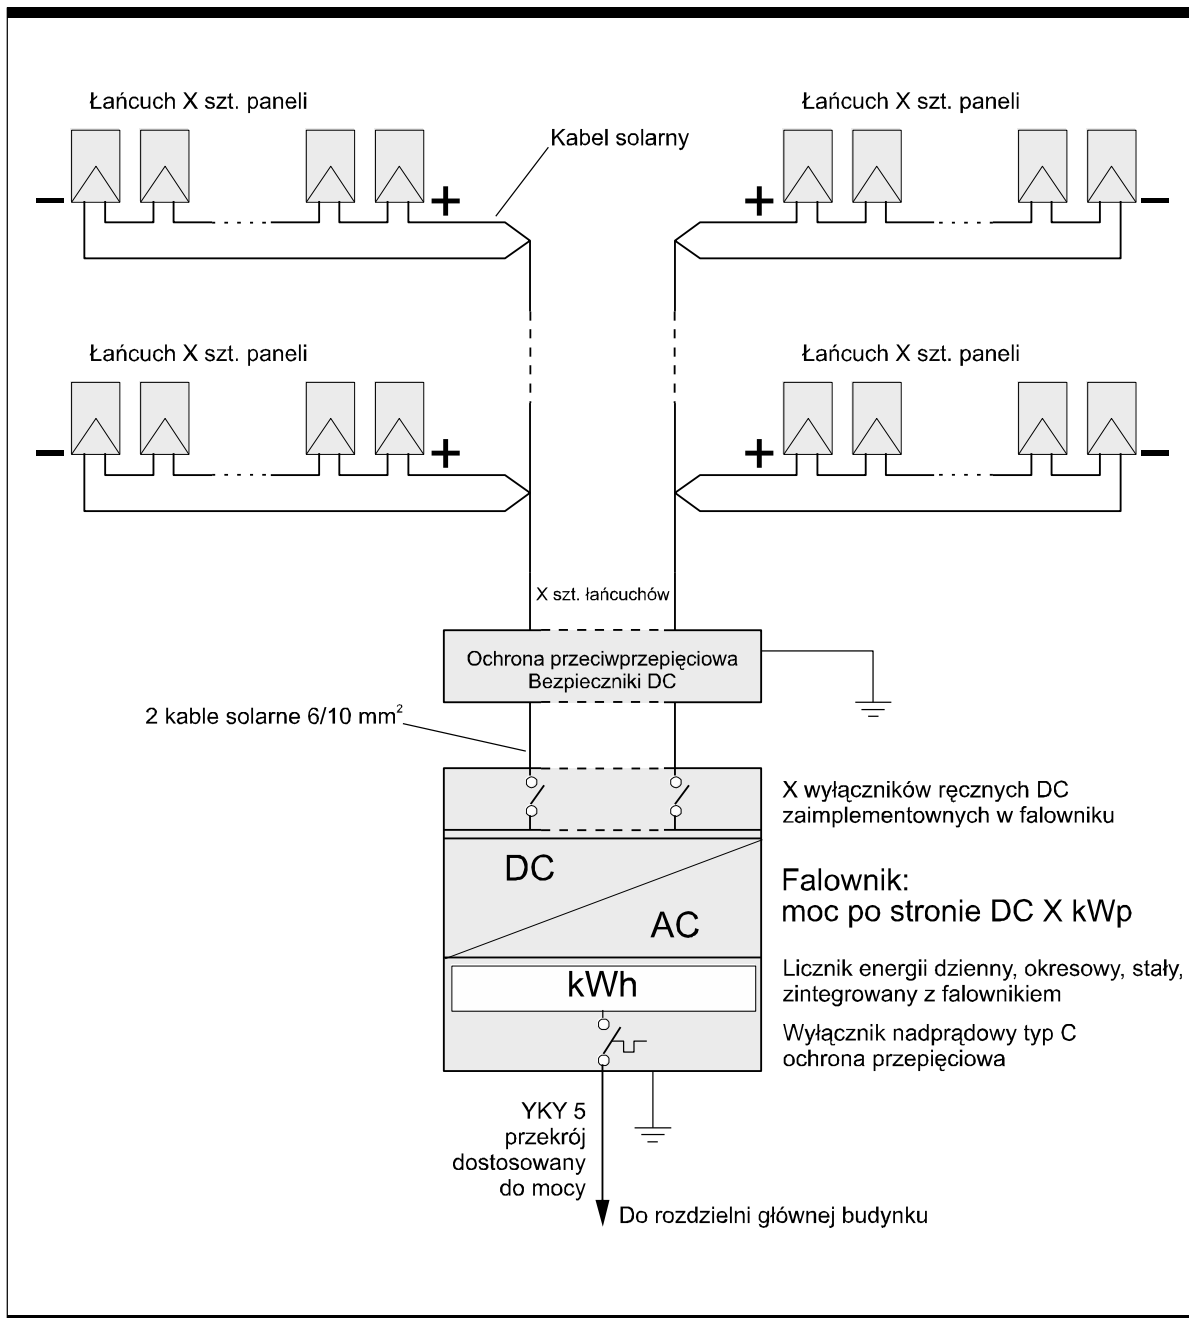 Łańcuch X szt. paneli
Łańcuch X szt. paneli
Kabel solarny
Łańcuch X szt. paneli
Łańcuch X szt. paneli
X szt. łańcuchów
Ochrona przeciwprzepięciowa
Bezpieczniki DC
2 kable solarne 6/10 mm²
X wyłączników ręcznych DC
zaimplementownych w falowniku
DC
AC
Falownik:
moc po stronie DC X kWp
Licznik energii dzienny, okresowy, stały,
zintegrowany z falownikiem
kWh
Wyłącznik nadprądowy typ C
ochrona przepięciowa
YKY 5
przekrój
dostosowany
do mocy
Do rozdzielni głównej budynku